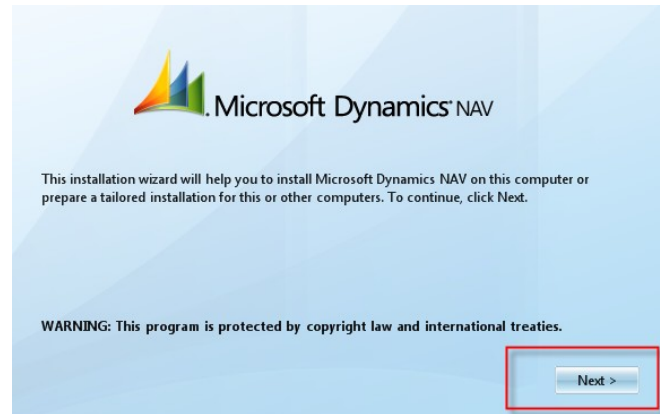 Microsoft Dynamics® NAV
This installation wizard will help you to install Microsoft Dynamics NAV on this computer or
prepare a tailored installation for this or other computers. To continue, click Next.
WARNING: This program is protected by copyright law and international treaties.
Next >